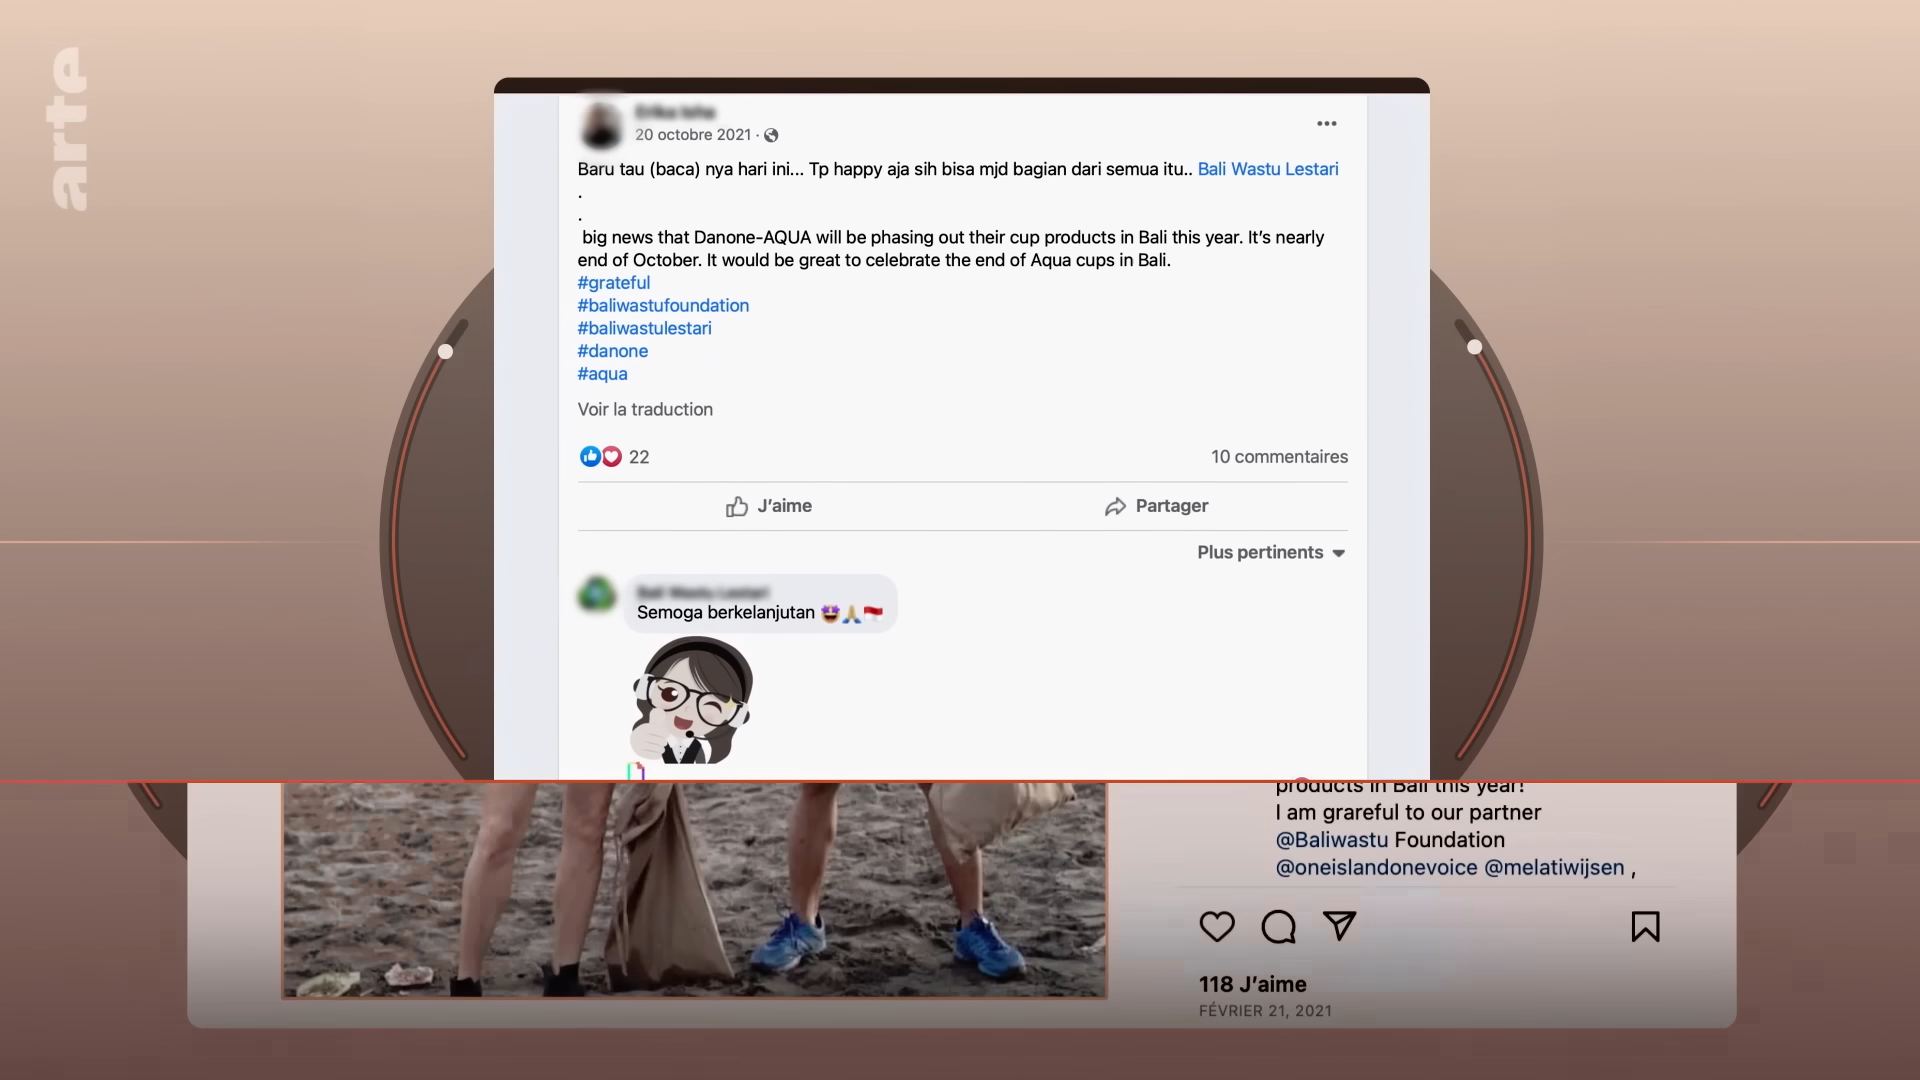 arte
20 octobre 2021 ·
Baru tau (baca) nya hari ini... Tp happy aja sih bisa mjd bagian dari semua itu.. Bali Wastu Lestari
.
.
big news that Danone-AQUA will be phasing out their cup products in Bali this year. It's nearly
end of October. It would be great to celebrate the end of Aqua cups in Bali.
#grateful
#baliwastufoundation
#baliwastulestari
#danone
#aqua
Voir la traduction
22
10 commentaires
J'aime
Partager
Plus pertinents
Semoga berkelanjutan 🤩🙏🇮🇩
products in Bali this year!
I am grareful to our partner
@Baliwastu Foundation
@oneislandonevoice @melatiwijsen ,
118 J'aime
FÉVRIER 21, 2021